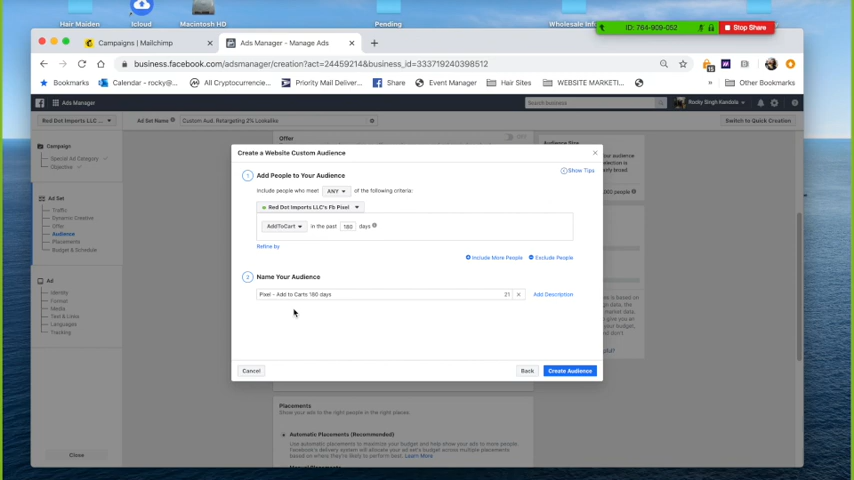 Hair Maiden
Icloud
Macintosh HD
Pending
Wholesale Inf
ID: 764-909-052
Stop Share
Campaigns | Mailchimp
Ads Manager - Manage Ads
business.facebook.com/adsmanager/creation?act=24459214&business_id=333719240398512
Bookmarks
Calendar - rocky@...
All Cryptocurrencie...
Priority Mail Deliver...
Share
Event Manager
Hair Sites
WEBSITE MARKETI...
Other Bookmarks
Ads Manager
Search business
Rocky Singh Kandola
Red Dot Imports LLC ...
Ad Set Name
Custom Aud. Retargeting 2% Lookalike
Switch to Quick Creation
Campaign
Special Ad Category
Objective
Ad Set
Traffic
Dynamic Creative
Offer
Audience
Placements
Budget & Schedule
Ad
Identity
Format
Media
Text & Links
Languages
Tracking
Close
Offer
Audience Size
Create a Website Custom Audience
Show Tips
1 Add People to Your Audience
Include people who meet ANY of the following criteria:
Red Dot Imports LLC's Fb Pixel
AddToCart in the past 180 days
Refine by
Include More People
Exclude People
2 Name Your Audience
Pixel - Add to Carts 180 days 21
Add Description
Cancel
Back
Create Audience
Placements
Show your ads to the right people in the right places.
Automatic Placements (Recommended)
Use automatic placements to maximize your budget and help show your ads to more people.
Facebook's delivery system will allocate your ad set's budget across multiple placements
based on where they're likely to perform best. Learn More